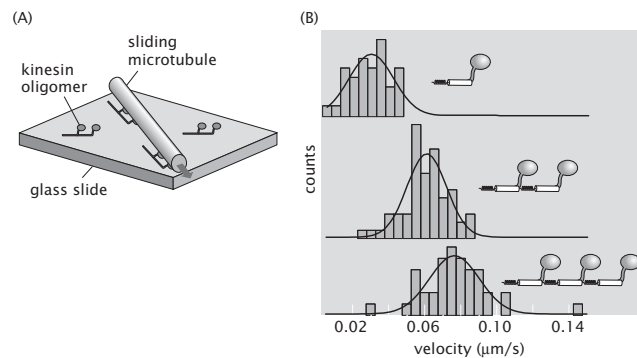 (A)
sliding
microtubule
kinesin
oligomer
glass slide
(B)
counts
0.02 0.06 0.10 0.14
velocity (μm/s)